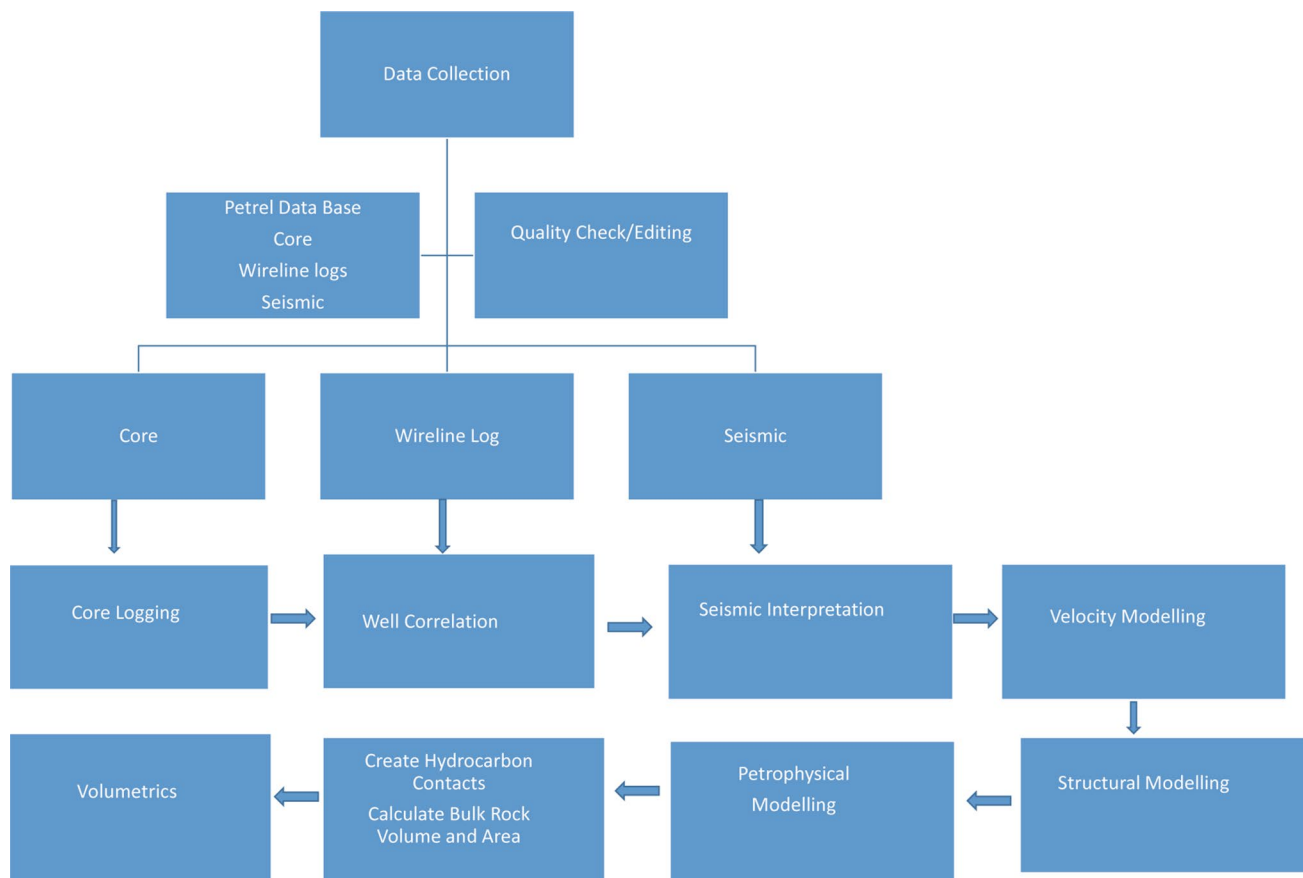 Data Collection
Petrel Data Base
Core
Wireline logs
Seismic
Quality Check/Editing
Core
Wireline Log
Seismic
Core Logging
Well Correlation
Seismic Interpretation
Velocity Modelling
Volumetrics
Create Hydrocarbon
Contacts
Calculate Bulk Rock
Volume and Area
Petrophysical
Modelling
Structural Modelling